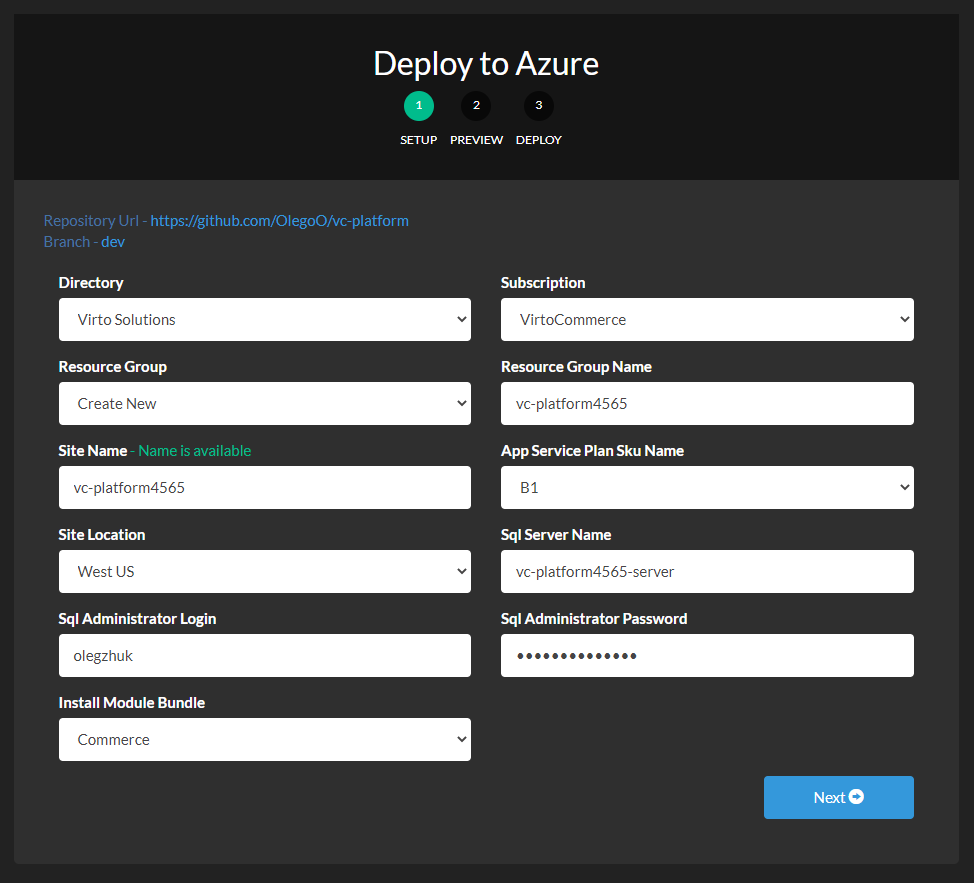 Deploy to Azure
1 2 3
SETUP PREVIEW DEPLOY
Repository Url - https://github.com/OlegoO/vc-platform
Branch - dev
Directory Subscription
Virto Solutions VirtoCommerce
Resource Group Resource Group Name
Create New vc-platform4565
Site Name - Name is available App Service Plan Sku Name
vc-platform4565 B1
Site Location Sql Server Name
West US vc-platform4565-server
Sql Administrator Login Sql Administrator Password
olegzhuk ••••••••••••••
Install Module Bundle
Commerce
Next